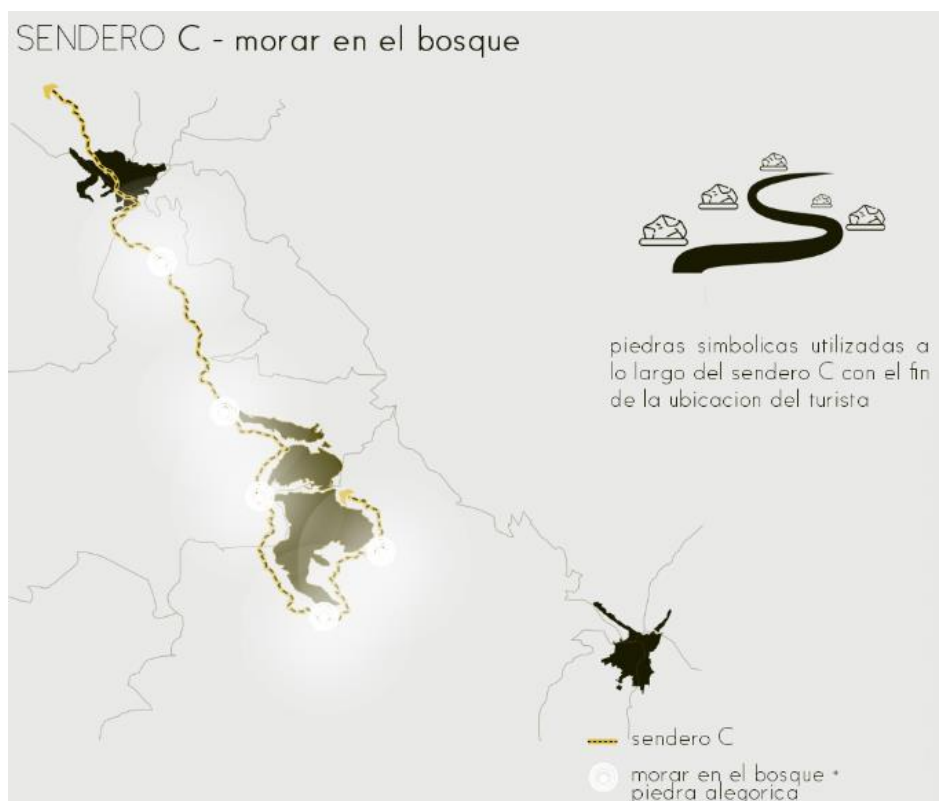 SENDERO C - morar en el bosque
piedras simbolicas utilizadas a
lo largo del sendero C con el fin
de la ubicacion del turista
sendero C
morar en el bosque *
piedra alegorica